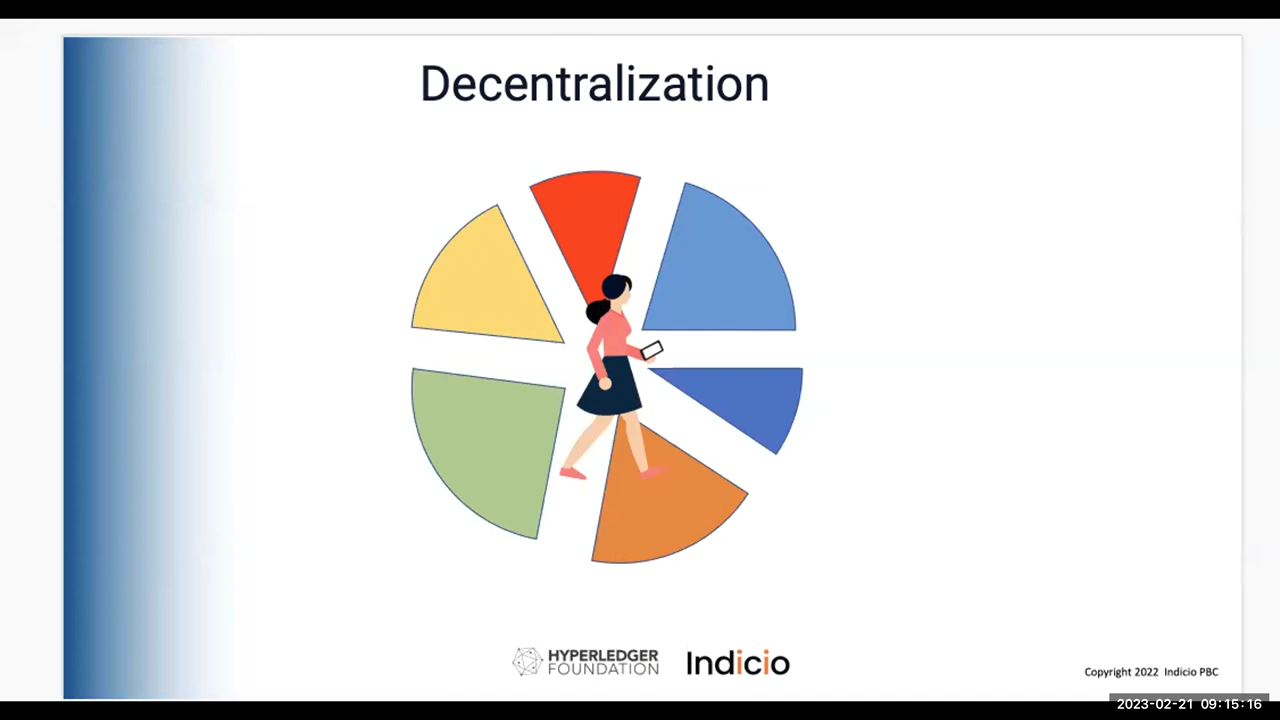 Decentralization
HYPERLEDGER
FOUNDATION
Indicio
Copyright 2022 Indicio PBC
2023-02-21 09:15:16